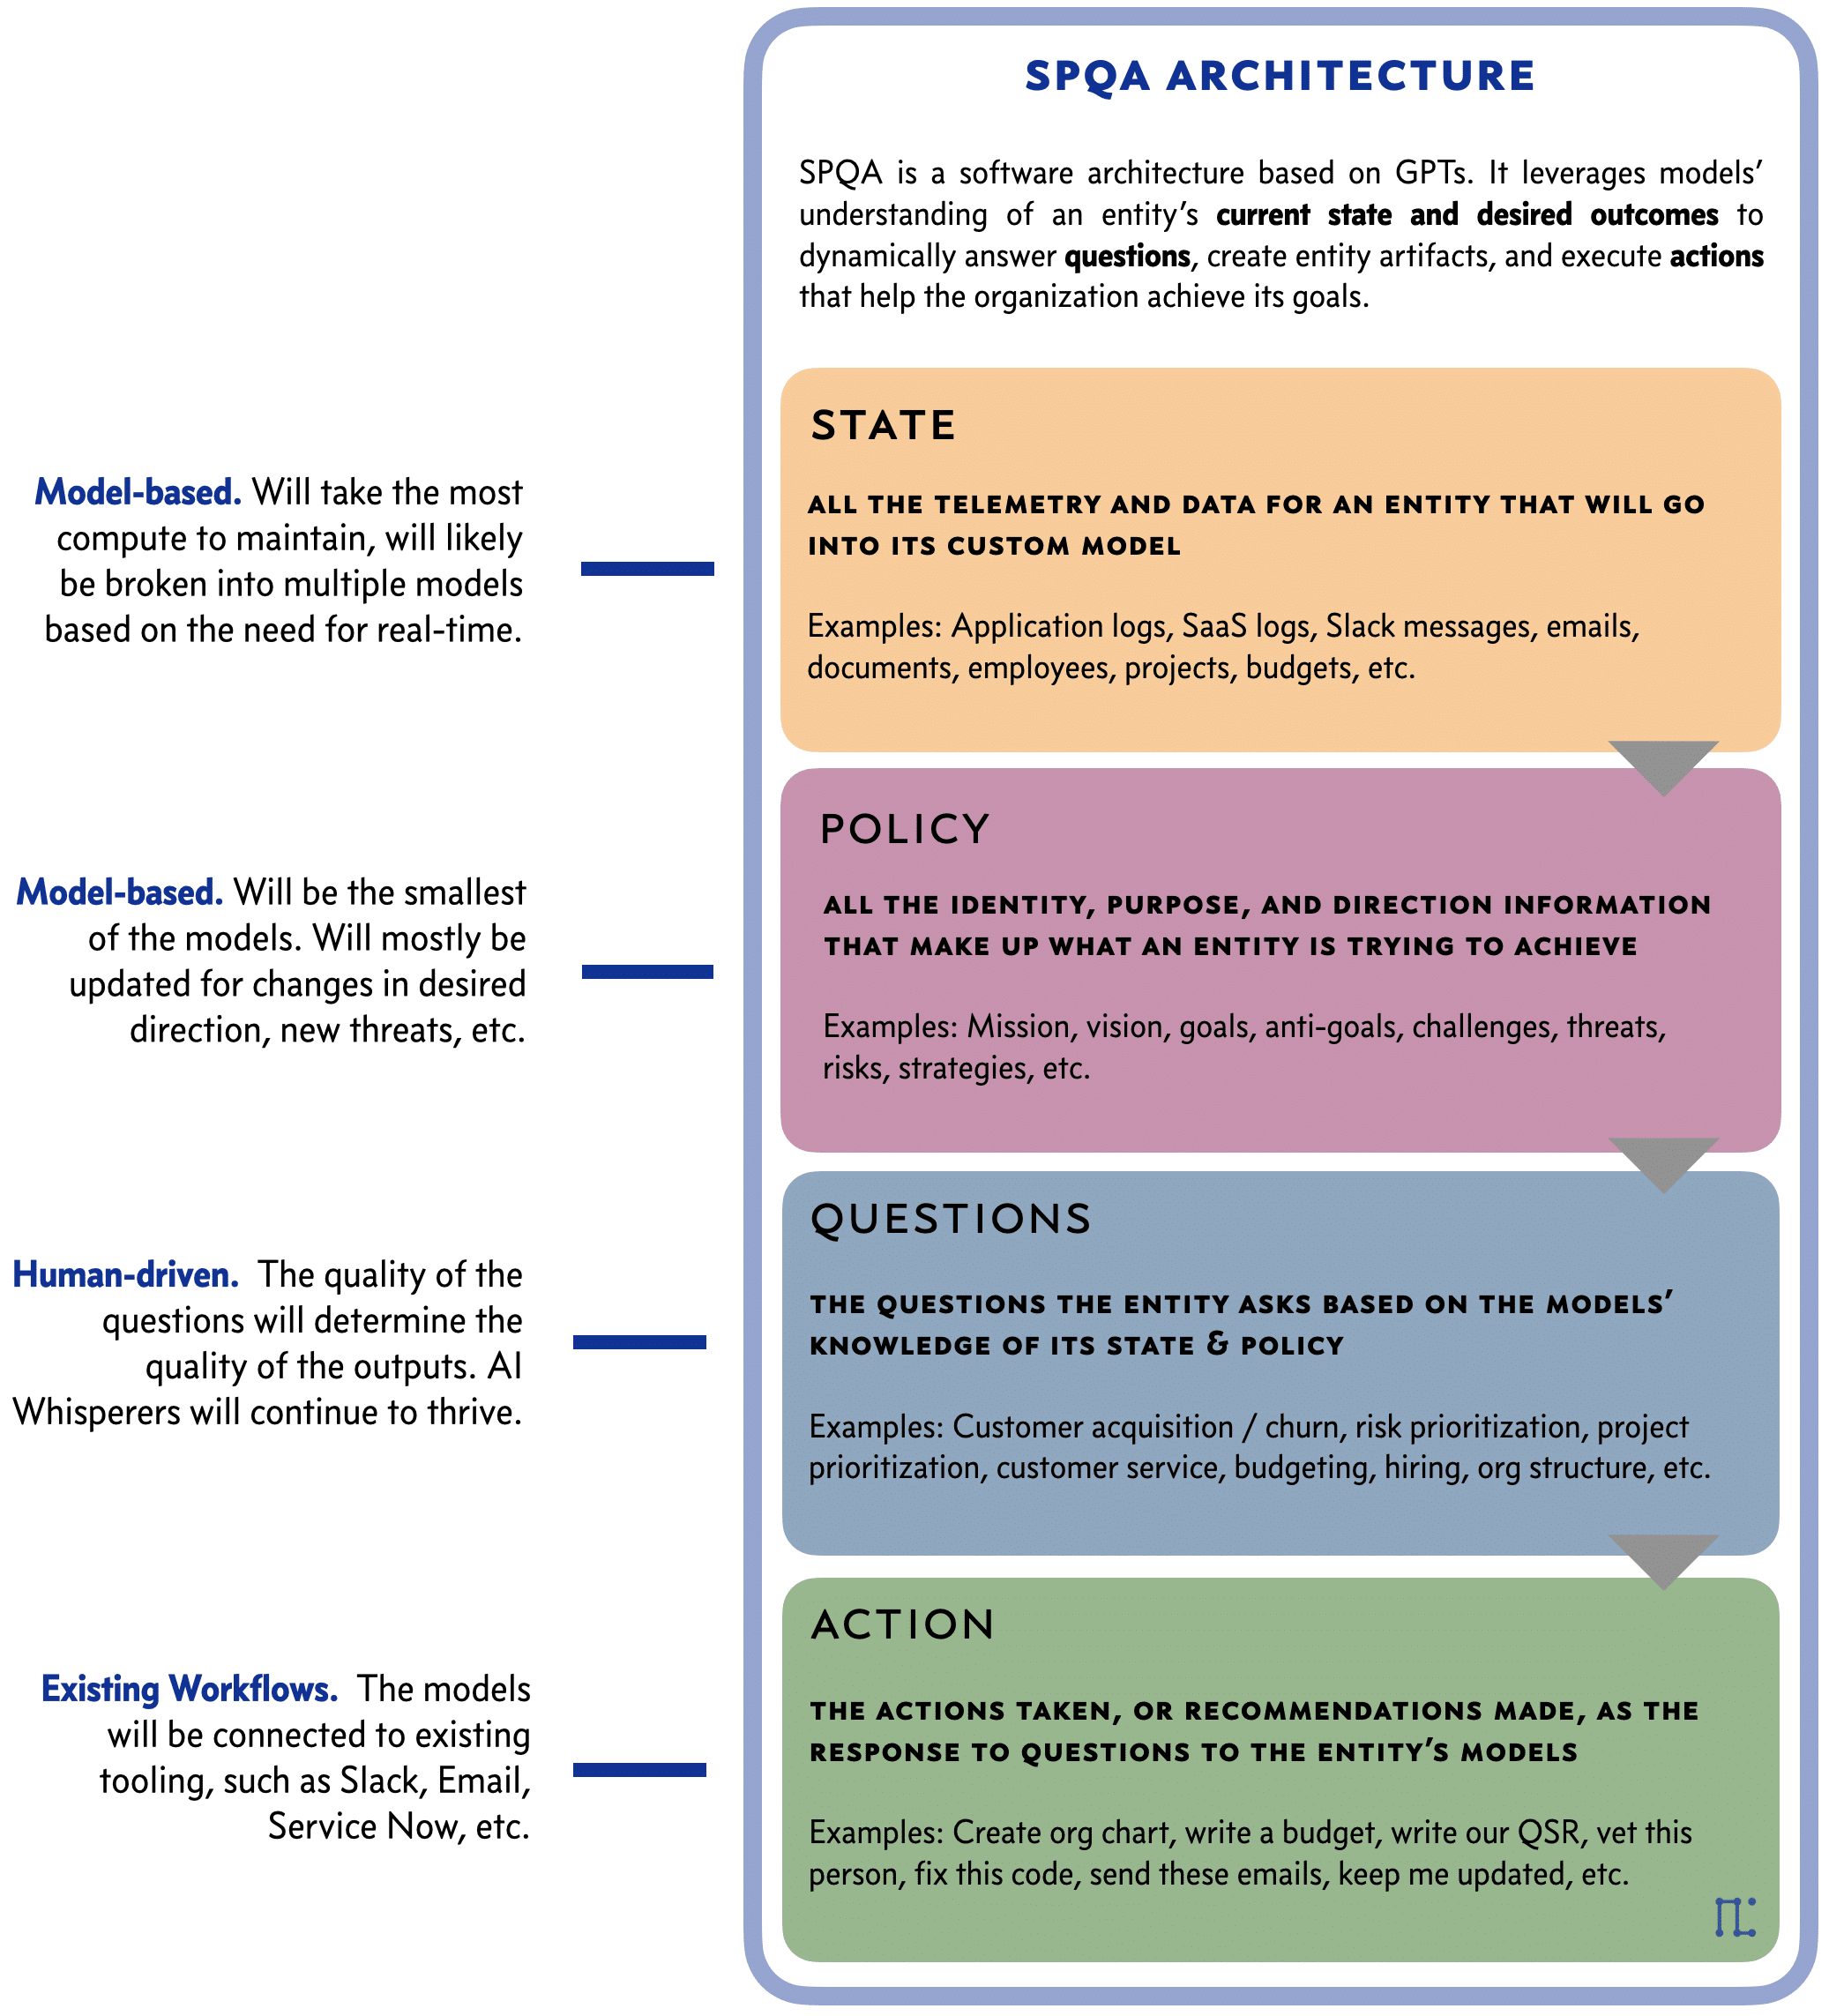 SPQA ARCHITECTURE
SPQA is a software architecture based on GPTs. It leverages models’
understanding of an entity’s current state and desired outcomes to
dynamically answer questions, create entity artifacts, and execute actions
that help the organization achieve its goals.
STATE
ALL THE TELEMETRY AND DATA FOR AN ENTITY THAT WILL GO
INTO ITS CUSTOM MODEL
Examples: Application logs, SaaS logs, Slack messages, emails,
documents, employees, projects, budgets, etc.
Model-based. Will take the most
compute to maintain, will likely
be broken into multiple models
based on the need for real-time.
POLICY
ALL THE IDENTITY, PURPOSE, AND DIRECTION INFORMATION
THAT MAKE UP WHAT AN ENTITY IS TRYING TO ACHIEVE
Examples: Mission, vision, goals, anti-goals, challenges, threats,
risks, strategies, etc.
Model-based. Will be the smallest
of the models. Will mostly be
updated for changes in desired
direction, new threats, etc.
QUESTIONS
THE QUESTIONS THE ENTITY ASKS BASED ON THE MODELS’
KNOWLEDGE OF ITS STATE & POLICY
Examples: Customer acquisition / churn, risk prioritization, project
prioritization, customer service, budgeting, hiring, org structure, etc.
Human-driven. The quality of the
questions will determine the
quality of the outputs. AI
Whisperers will continue to thrive.
ACTION
THE ACTIONS TAKEN, OR RECOMMENDATIONS MADE, AS THE
RESPONSE TO QUESTIONS TO THE ENTITY’S MODELS
Examples: Create org chart, write a budget, write our QSR, vet this
person, fix this code, send these emails, keep me updated, etc.
Existing Workflows. The models
will be connected to existing
tooling, such as Slack, Email,
Service Now, etc.